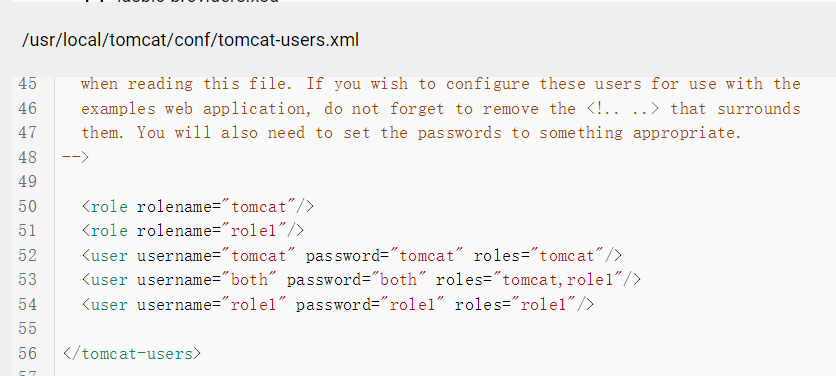 /usr/local/tomcat/conf/tomcat-users.xml
45 when reading this file. If you wish to configure these users for use with the
46 examples web application, do not forget to remove the <!.. ..> that surrounds
47 them. You will also need to set the passwords to something appropriate.
48 -->
49
50 <role rolename="tomcat"/>
51 <role rolename="role1"/>
52 <user username="tomcat" password="tomcat" roles="tomcat"/>
53 <user username="both" password="both" roles="tomcat,role1"/>
54 <user username="role1" password="role1" roles="role1"/>
55
56 </tomcat-users>
57